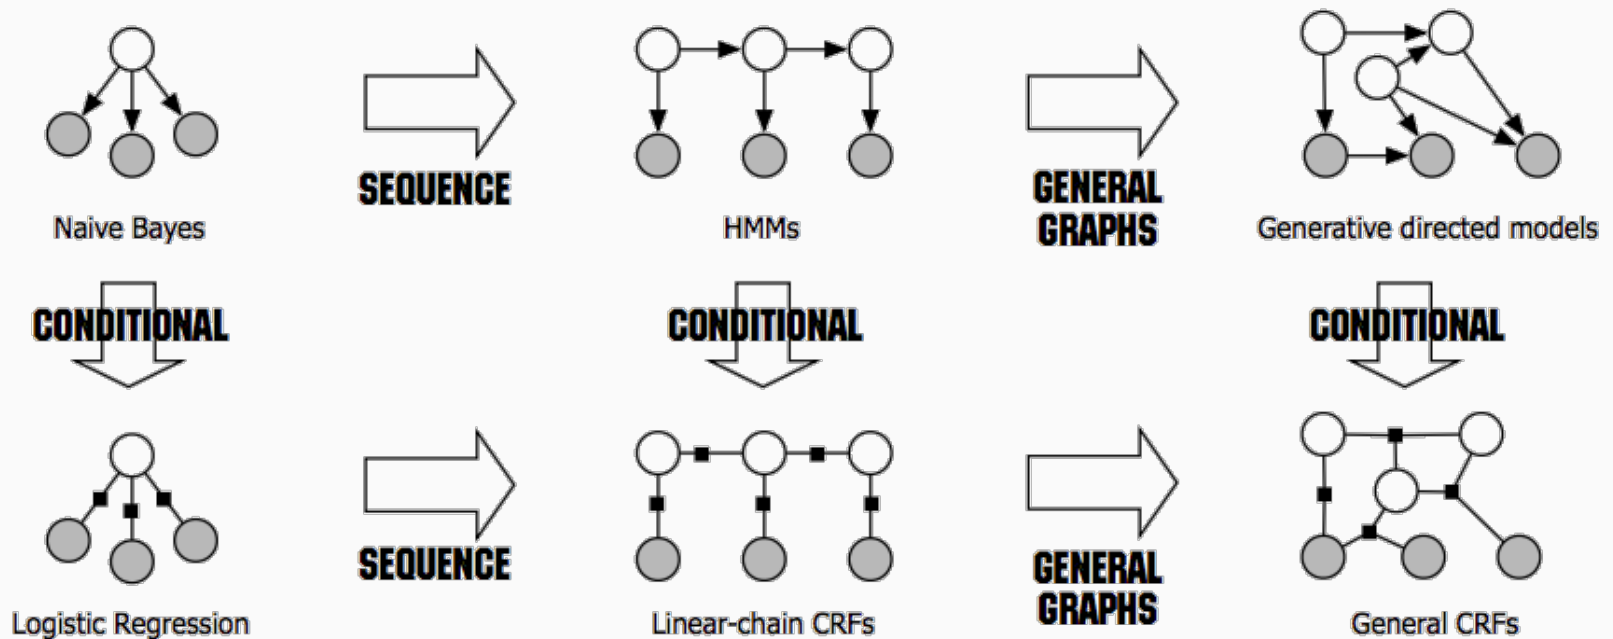 SEQUENCE
GENERAL
GRAPHS
Naive Bayes
HMMs
Generative directed models
CONDITIONAL
CONDITIONAL
CONDITIONAL
SEQUENCE
GENERAL
GRAPHS
Logistic Regression
Linear-chain CRFs
General CRFs